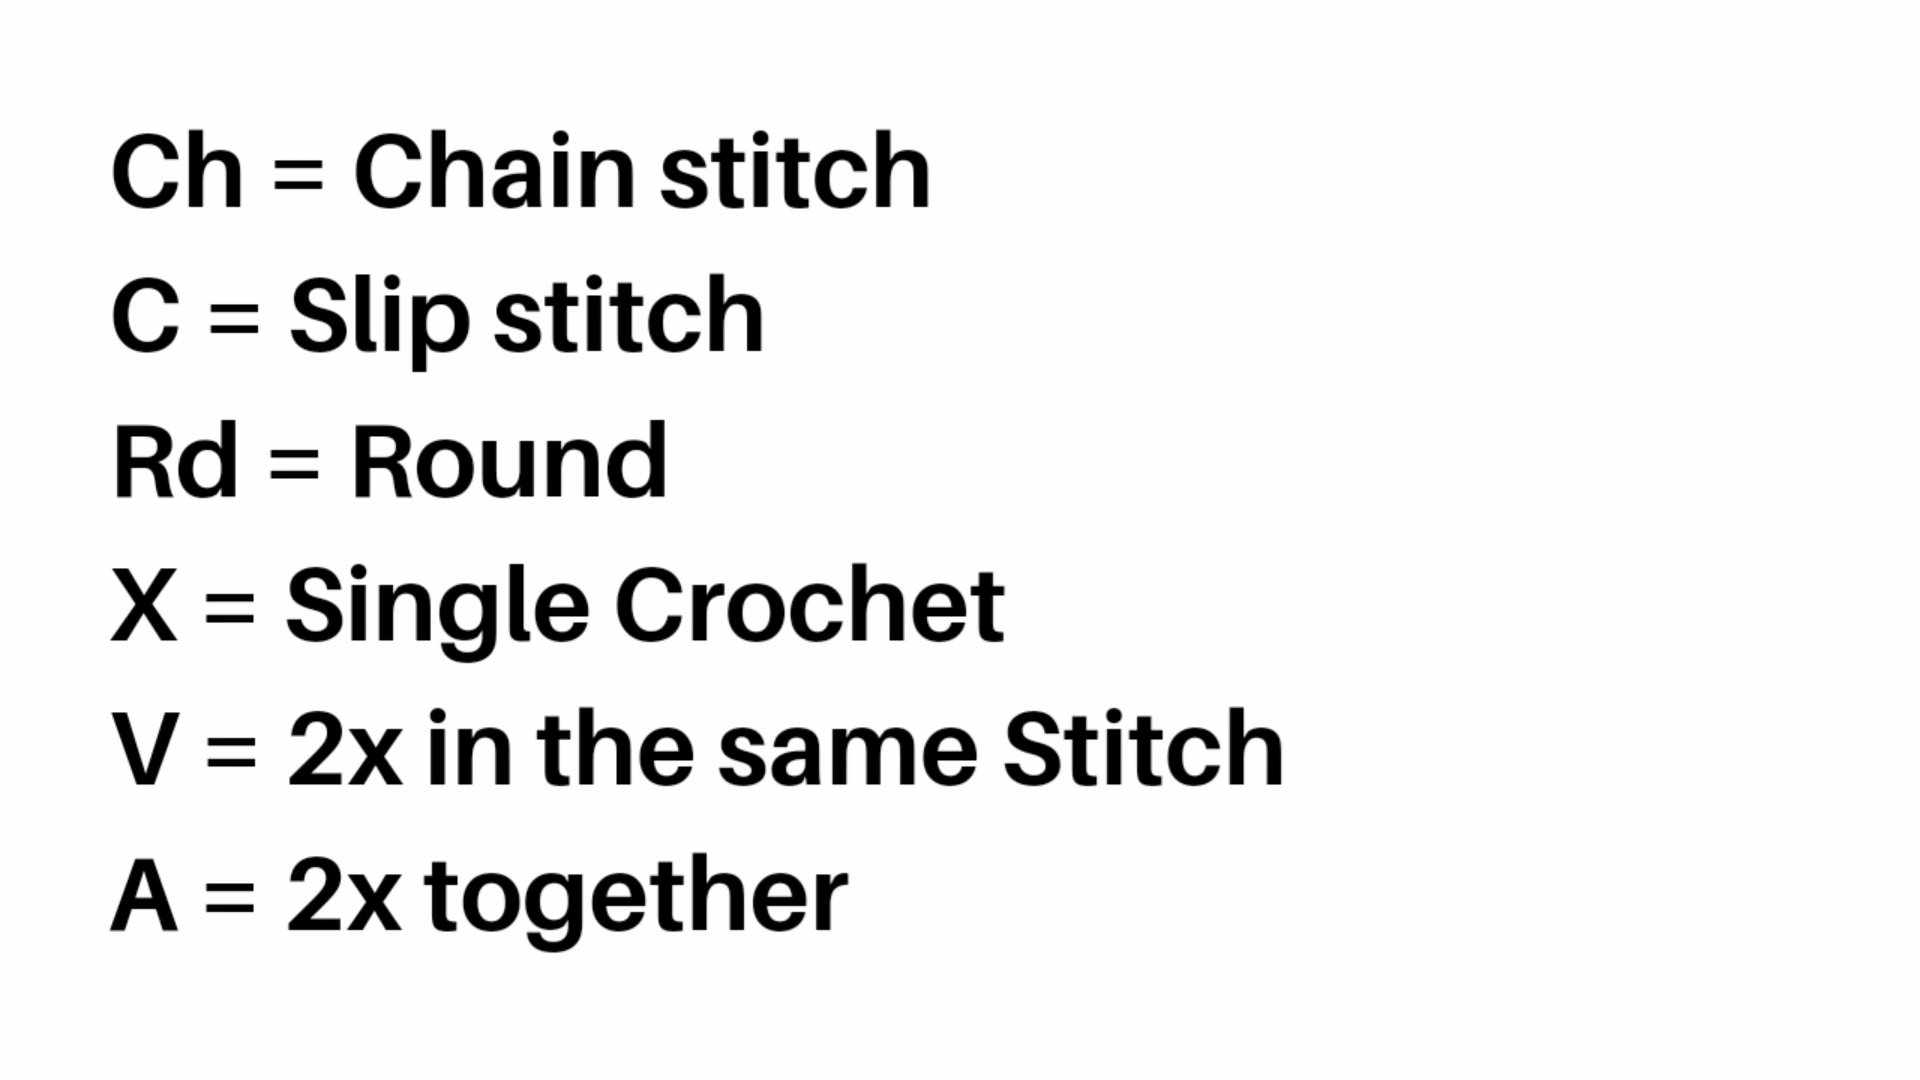 Ch = Chain stitch
C = Slip stitch
Rd = Round
X = Single Crochet
V = 2x in the same Stitch
A = 2x together